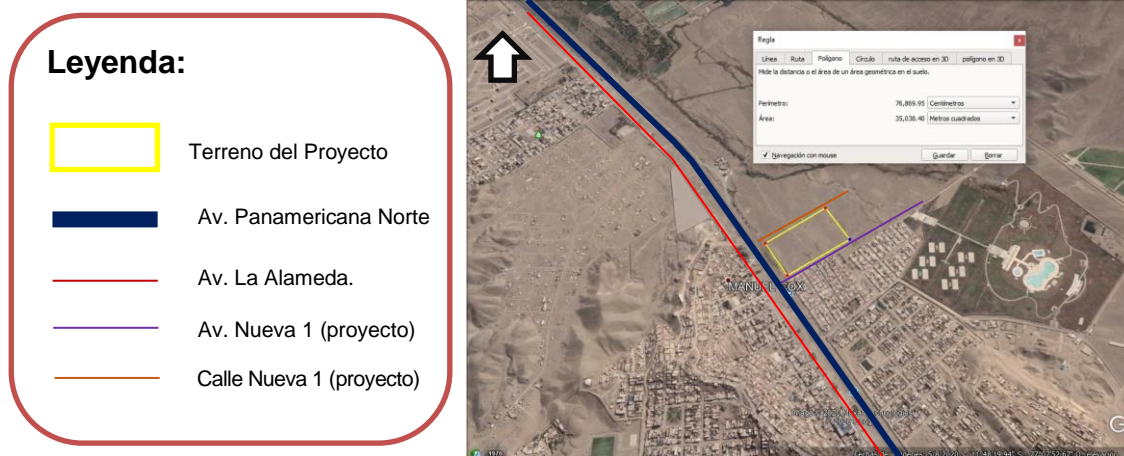 Leyenda:
Terreno del Proyecto
Av. Panamericana Norte
Av. La Alameda.
Av. Nueva 1 (proyecto)
Calle Nueva 1 (proyecto)
Regla
Línea Ruta Polígono Círculo ruta de acceso en 3D polígono en 3D
Mide la distancia o el área de un área geométrica en el suelo.
Perímetro: 76,869.95 Centímetros
Área: 35,038.40 Metros cuadrados
Navegación con mouse Guardar Borrar
MANUEL COX
G
1970